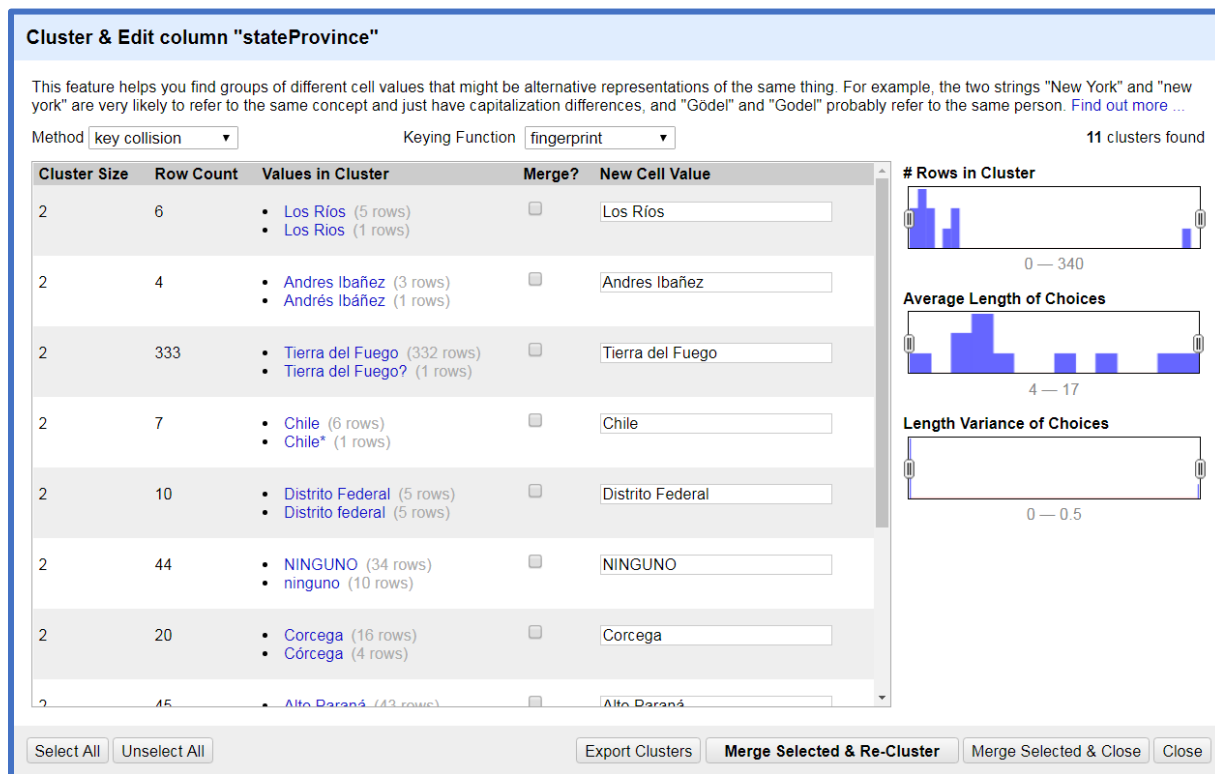 Cluster & Edit column "stateProvince"
This feature helps you find groups of different cell values that might be alternative representations of the same thing. For example, the two strings "New York" and "new
york" are very likely to refer to the same concept and just have capitalization differences, and "Gödel" and "Godel" probably refer to the same person. Find out more ...
Method key collision Keying Function fingerprint 11 clusters found
Cluster Size Row Count Values in Cluster Merge? New Cell Value
2 6 • Los Ríos (5 rows) Los Ríos
• Los Rios (1 rows)
2 4 • Andres Ibañez (3 rows) Andres Ibañez
• Andrés Ibáñez (1 rows)
2 333 • Tierra del Fuego (332 rows) Tierra del Fuego
• Tierra del Fuego? (1 rows)
2 7 • Chile (6 rows) Chile
• Chile* (1 rows)
2 10 • Distrito Federal (5 rows) Distrito Federal
• Distrito federal (5 rows)
2 44 • NINGUNO (34 rows) NINGUNO
• ninguno (10 rows)
2 20 • Corcega (16 rows) Corcega
• Córcega (4 rows)
2 45 • Alto Paraná (43 rows) Alto Paraná
# Rows in Cluster
0 — 340
Average Length of Choices
4 — 17
Length Variance of Choices
0 — 0.5
Select All Unselect All Export Clusters Merge Selected & Re-Cluster Merge Selected & Close Close